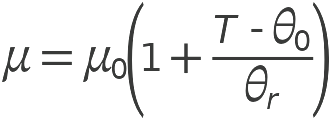 μ = μ₀(1 + (T - θ₀)/θᵣ)